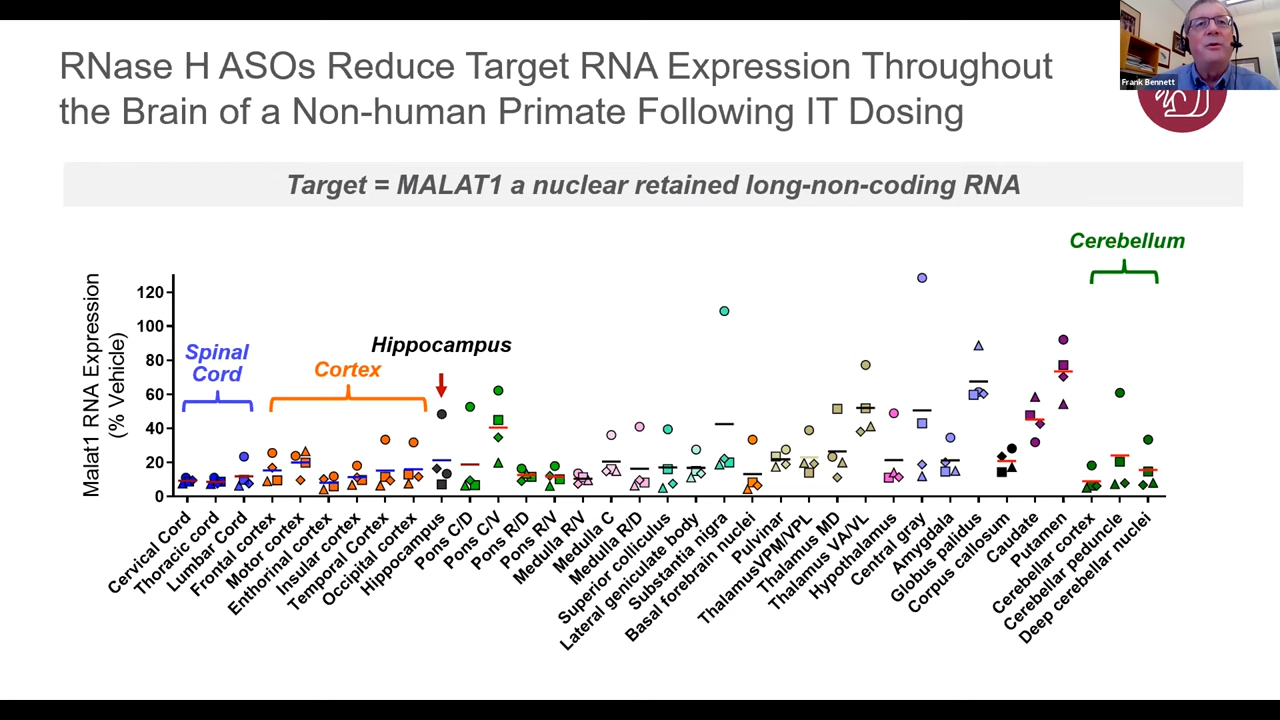 RNase H ASOs Reduce Target RNA Expression Throughout
the Brain of a Non-human Primate Following IT Dosing
Frank Bennett
Target = MALAT1 a nuclear retained long-non-coding RNA
Cerebellum
Hippocampus
Spinal
Cord
Cortex
Malat1 RNA Expression
(% Vehicle)
120
100
80
60
40
20
0
Cervical Cord
Thoracic cord
Lumbar Cord
Frontal cortex
Motor cortex
Enthorinal cortex
Insular cortex
Temporal Cortex
Occipital cortex
Hippocampus
Pons C/D
Pons C/V
Pons R/D
Pons R/V
Medulla R/V
Medulla C
Medulla R/D
Superior colliculus
Lateral geniculate body
Substantia nigra
Basal forebrain nuclei
Pulvinar
ThalamusVPM/VPL
Thalamus MD
Thalamus VA/VL
Hypothalamus
Central gray
Amygdala
Globus palidus
Corpus callosum
Caudate
Putamen
Cerebellar cortex
Cerebellar peduncle
Deep cerebellar nuclei